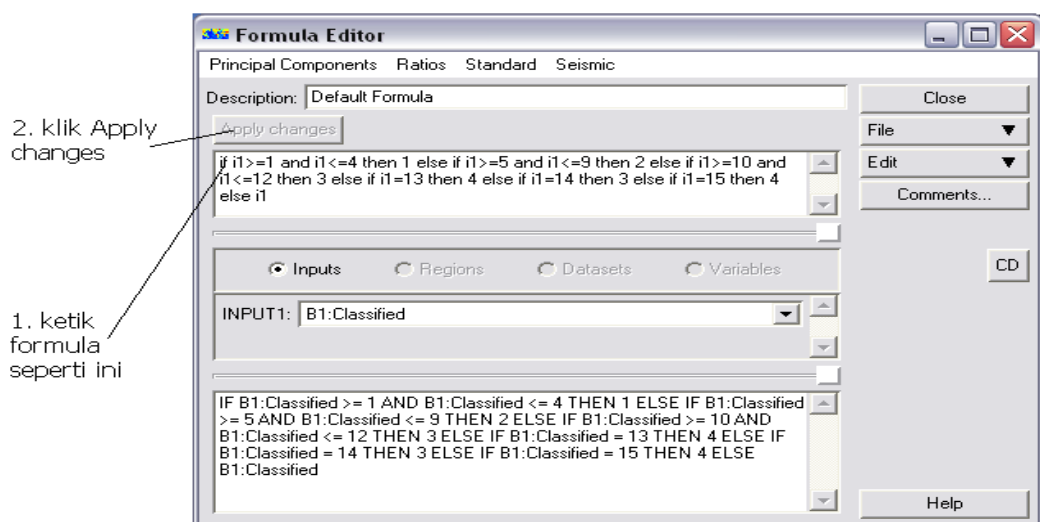 Formula Editor
Principal Components Ratios Standard Seismic
Description: Default Formula
Close
2. klik Apply
changes
Apply changes
File
if i1>=1 and i1<=4 then 1 else if i1>=5 and i1<=9 then 2 else if i1>=10 and
i1<=12 then 3 else if i1=13 then 4 else if i1=14 then 3 else if i1=15 then 4
else i1
Edit
Comments...
Inputs Regions Datasets Variables
CD
1. ketik
formula
seperti ini
INPUT1: B1:Classified
IF B1:Classified >= 1 AND B1:Classified <= 4 THEN 1 ELSE IF B1:Classified
>= 5 AND B1:Classified <= 9 THEN 2 ELSE IF B1:Classified >= 10 AND
B1:Classified <= 12 THEN 3 ELSE IF B1:Classified = 13 THEN 4 ELSE IF
B1:Classified = 14 THEN 3 ELSE IF B1:Classified = 15 THEN 4 ELSE
B1:Classified
Help